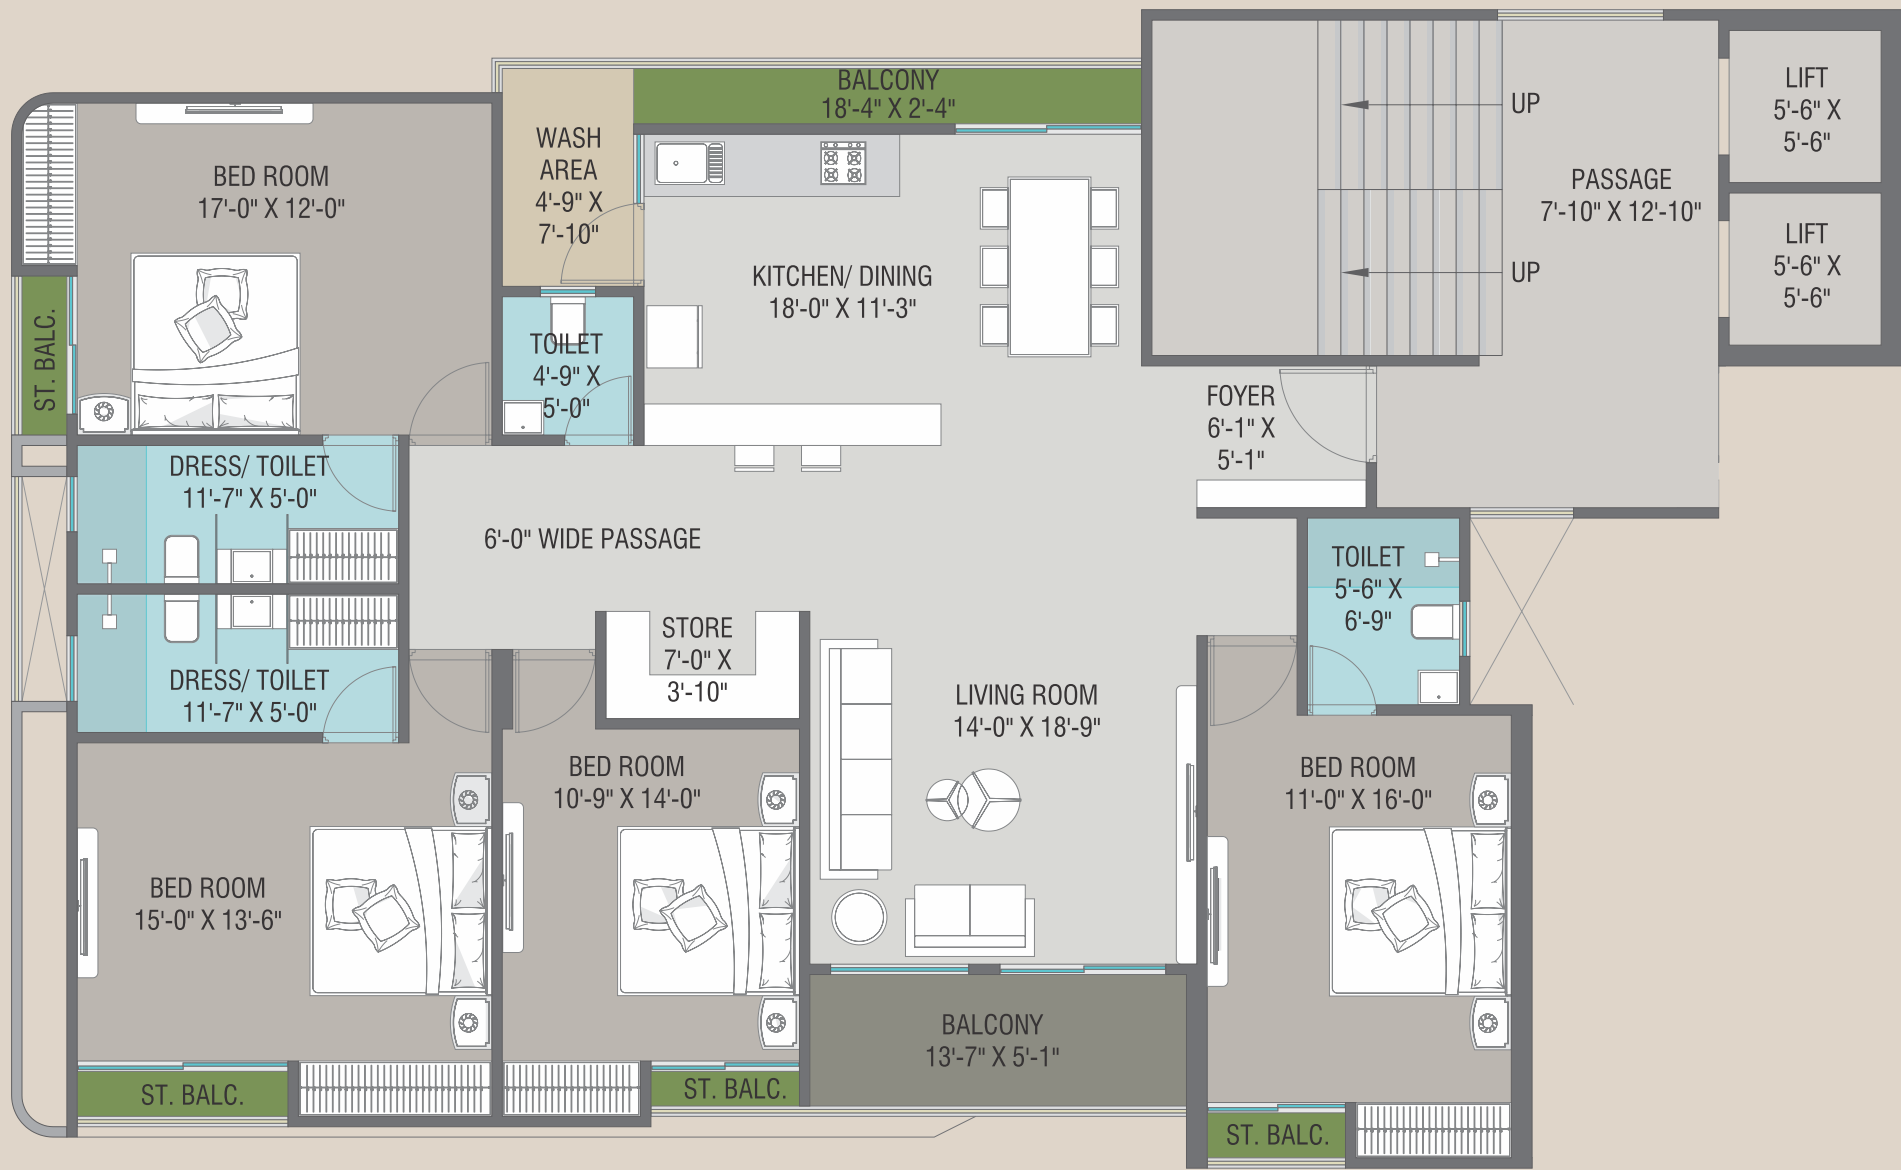 BALCONY
18'-4" X 2'-4"
WASH
AREA
4'-9" X
7'-10"
BED ROOM
17'-0" X 12'-0"
UP
LIFT
5'-6" X
5'-6"
PASSAGE
7'-10" X 12'-10"
LIFT
5'-6" X
5'-6"
UP
KITCHEN/ DINING
18'-0" X 11'-3"
ST. BALC.
TOILET
4'-9" X
5'-0"
FOYER
6'-1" X
5'-1"
DRESS/ TOILET
11'-7" X 5'-0"
6'-0" WIDE PASSAGE
TOILET
5'-6" X
6'-9"
STORE
7'-0" X
3'-10"
DRESS/ TOILET
11'-7" X 5'-0"
LIVING ROOM
14'-0" X 18'-9"
BED ROOM
10'-9" X 14'-0"
BED ROOM
11'-0" X 16'-0"
BED ROOM
15'-0" X 13'-6"
BALCONY
13'-7" X 5'-1"
ST. BALC.
ST. BALC.
ST. BALC.